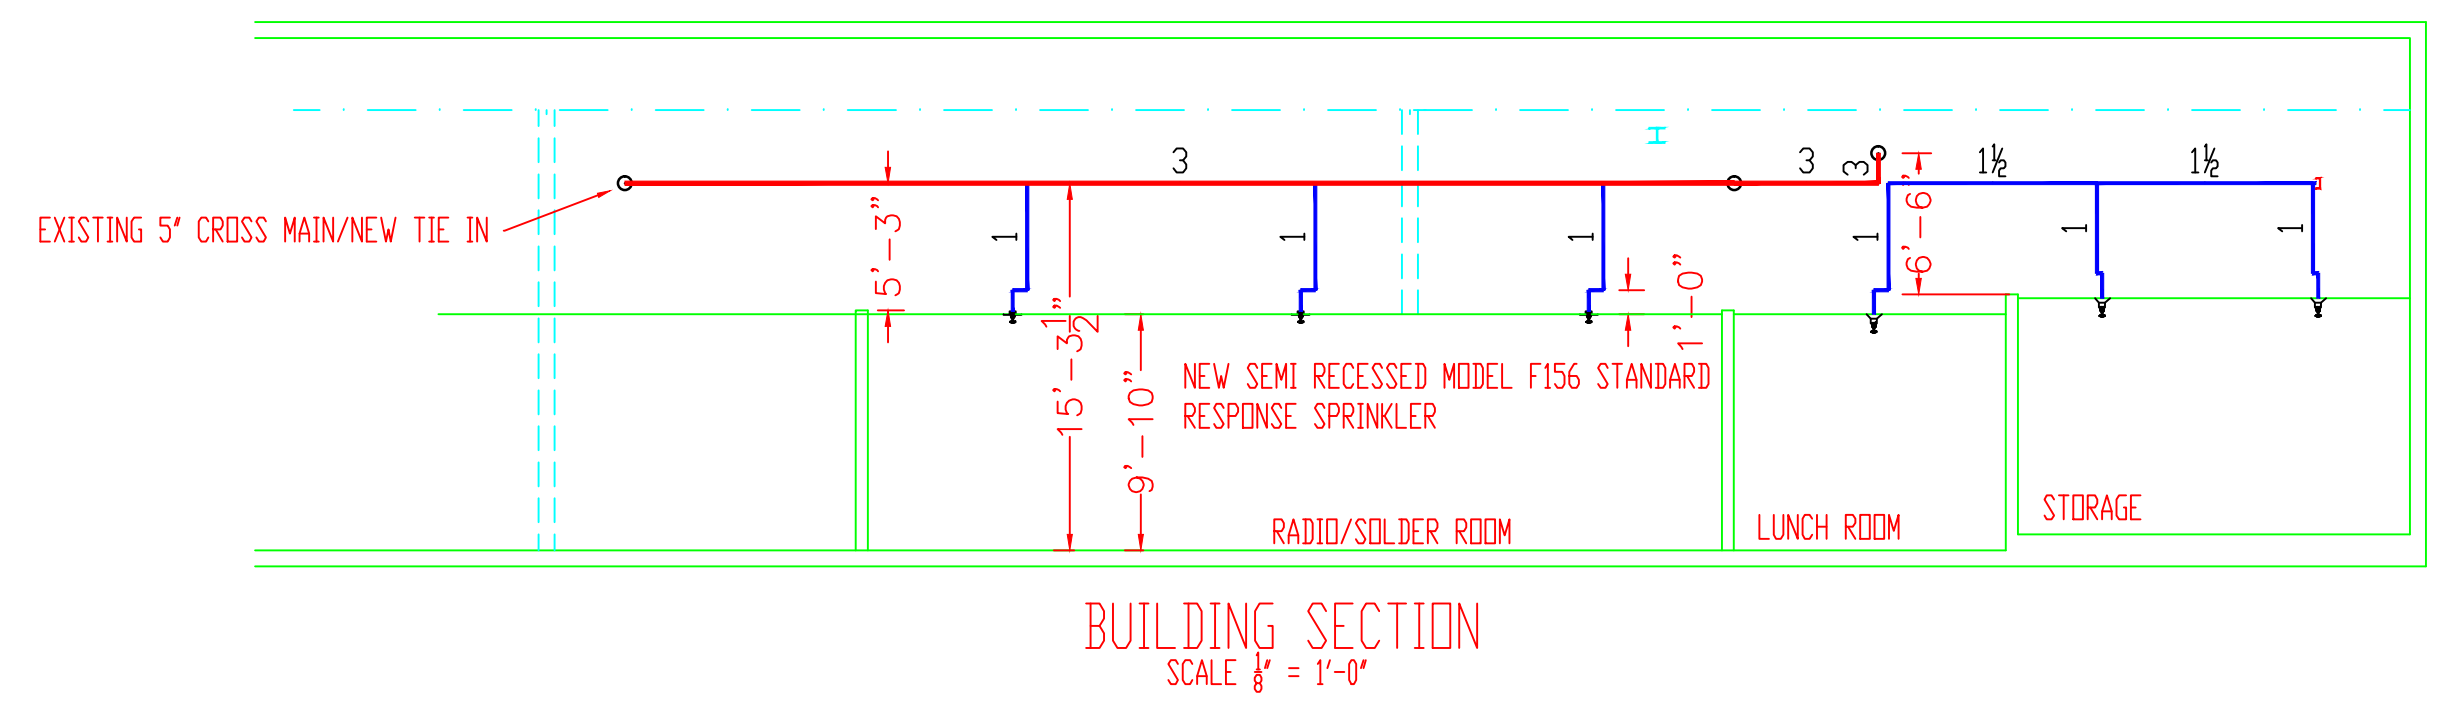 3
3
3
1½
1½
EXISTING 5" CROSS MAIN/NEW TIE IN
5'-3"
1
1
1
1
6'-6"
1
1
1'-0"
15'-3½"
9'-10"
NEW SEMI RECESSED MODEL F156 STANDARD
RESPONSE SPRINKLER
RADIO/SOLDER ROOM
LUNCH ROOM
STORAGE
BUILDING SECTION
SCALE ⅛" = 1'-0"